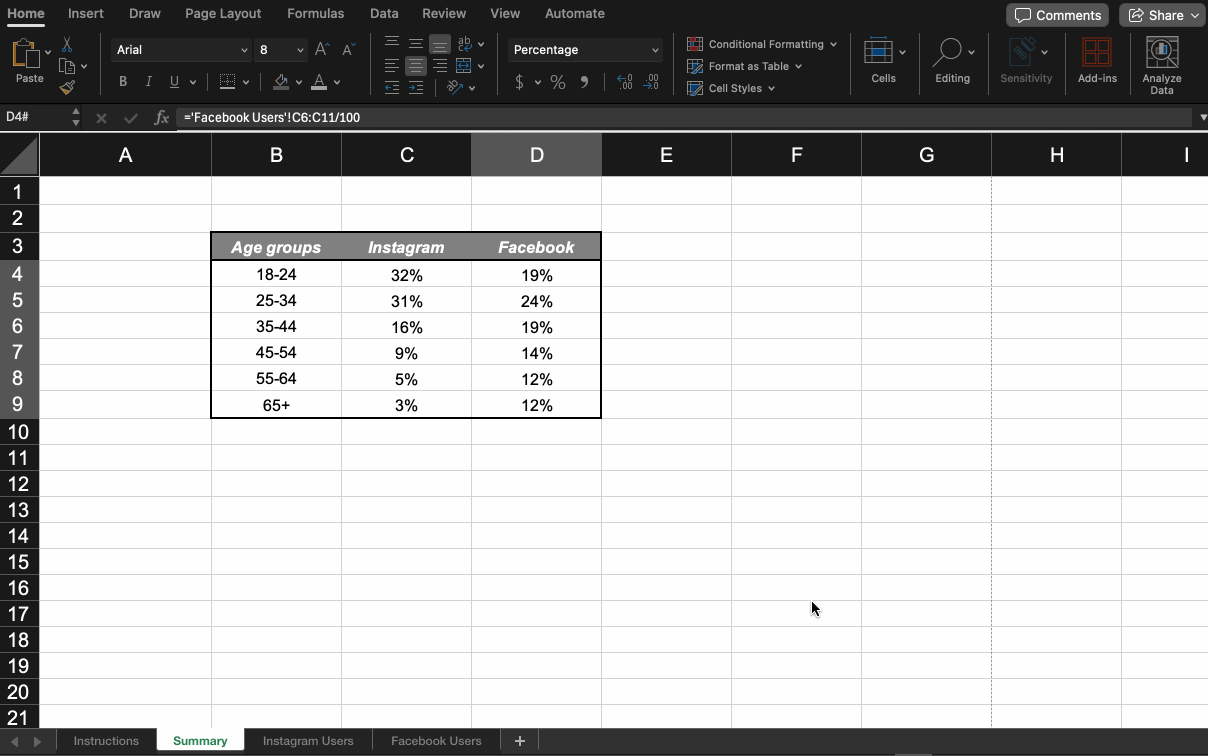 Home Insert Draw Page Layout Formulas Data Review View Automate Comments Share
Paste Arial 8 A A ab Percentage Conditional Formatting Cells Editing Sensitivity Add-ins Analyze Data
B I U A $ % , .00 Format as Table
Cell Styles
D4# fx ='Facebook Users'!C6:C11/100
A B C D E F G H I
1
2
3 Age groups Instagram Facebook
4 18-24 32% 19%
5 25-34 31% 24%
6 35-44 16% 19%
7 45-54 9% 14%
8 55-64 5% 12%
9 65+ 3% 12%
10
11
12
13
14
15
16
17
18
19
20
21
Instructions Summary Instagram Users Facebook Users +